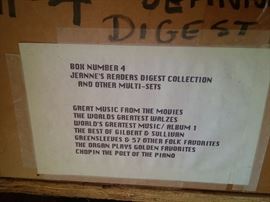 DIGEST
BOX NUMBER 4
JEANNE'S READERS DIGEST COLLECTION
AND OTHER MULTI-SETS
GREAT MUSIC FROM THE MOVIES
THE WORLDS GREATEST WALZES
WORLD'S GREATEST MUSIC/ ALBUM 1
THE BEST OF GILBERT & SULLIVAN
GREENSLEEVES & 57 OTHER FOLK FAVORITES
THE ORGAN PLAYS GOLDEN FAVORITES
CHOPIN THE POET OF THE PIANO